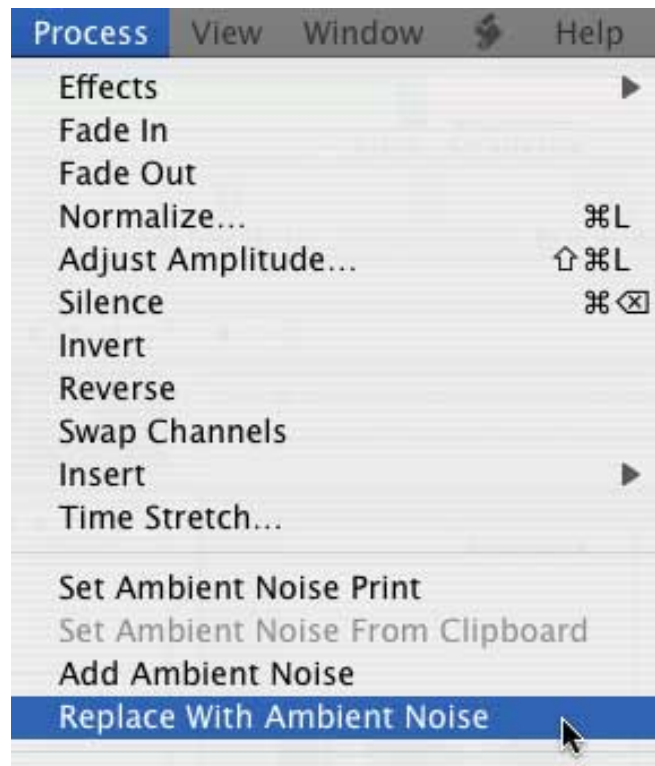 Process View Window Help
Effects
Fade In
Fade Out
Normalize... ⌘L
Adjust Amplitude... ⇧⌘L
Silence ⌘⌫
Invert
Reverse
Swap Channels
Insert
Time Stretch...
Set Ambient Noise Print
Set Ambient Noise From Clipboard
Add Ambient Noise
Replace With Ambient Noise